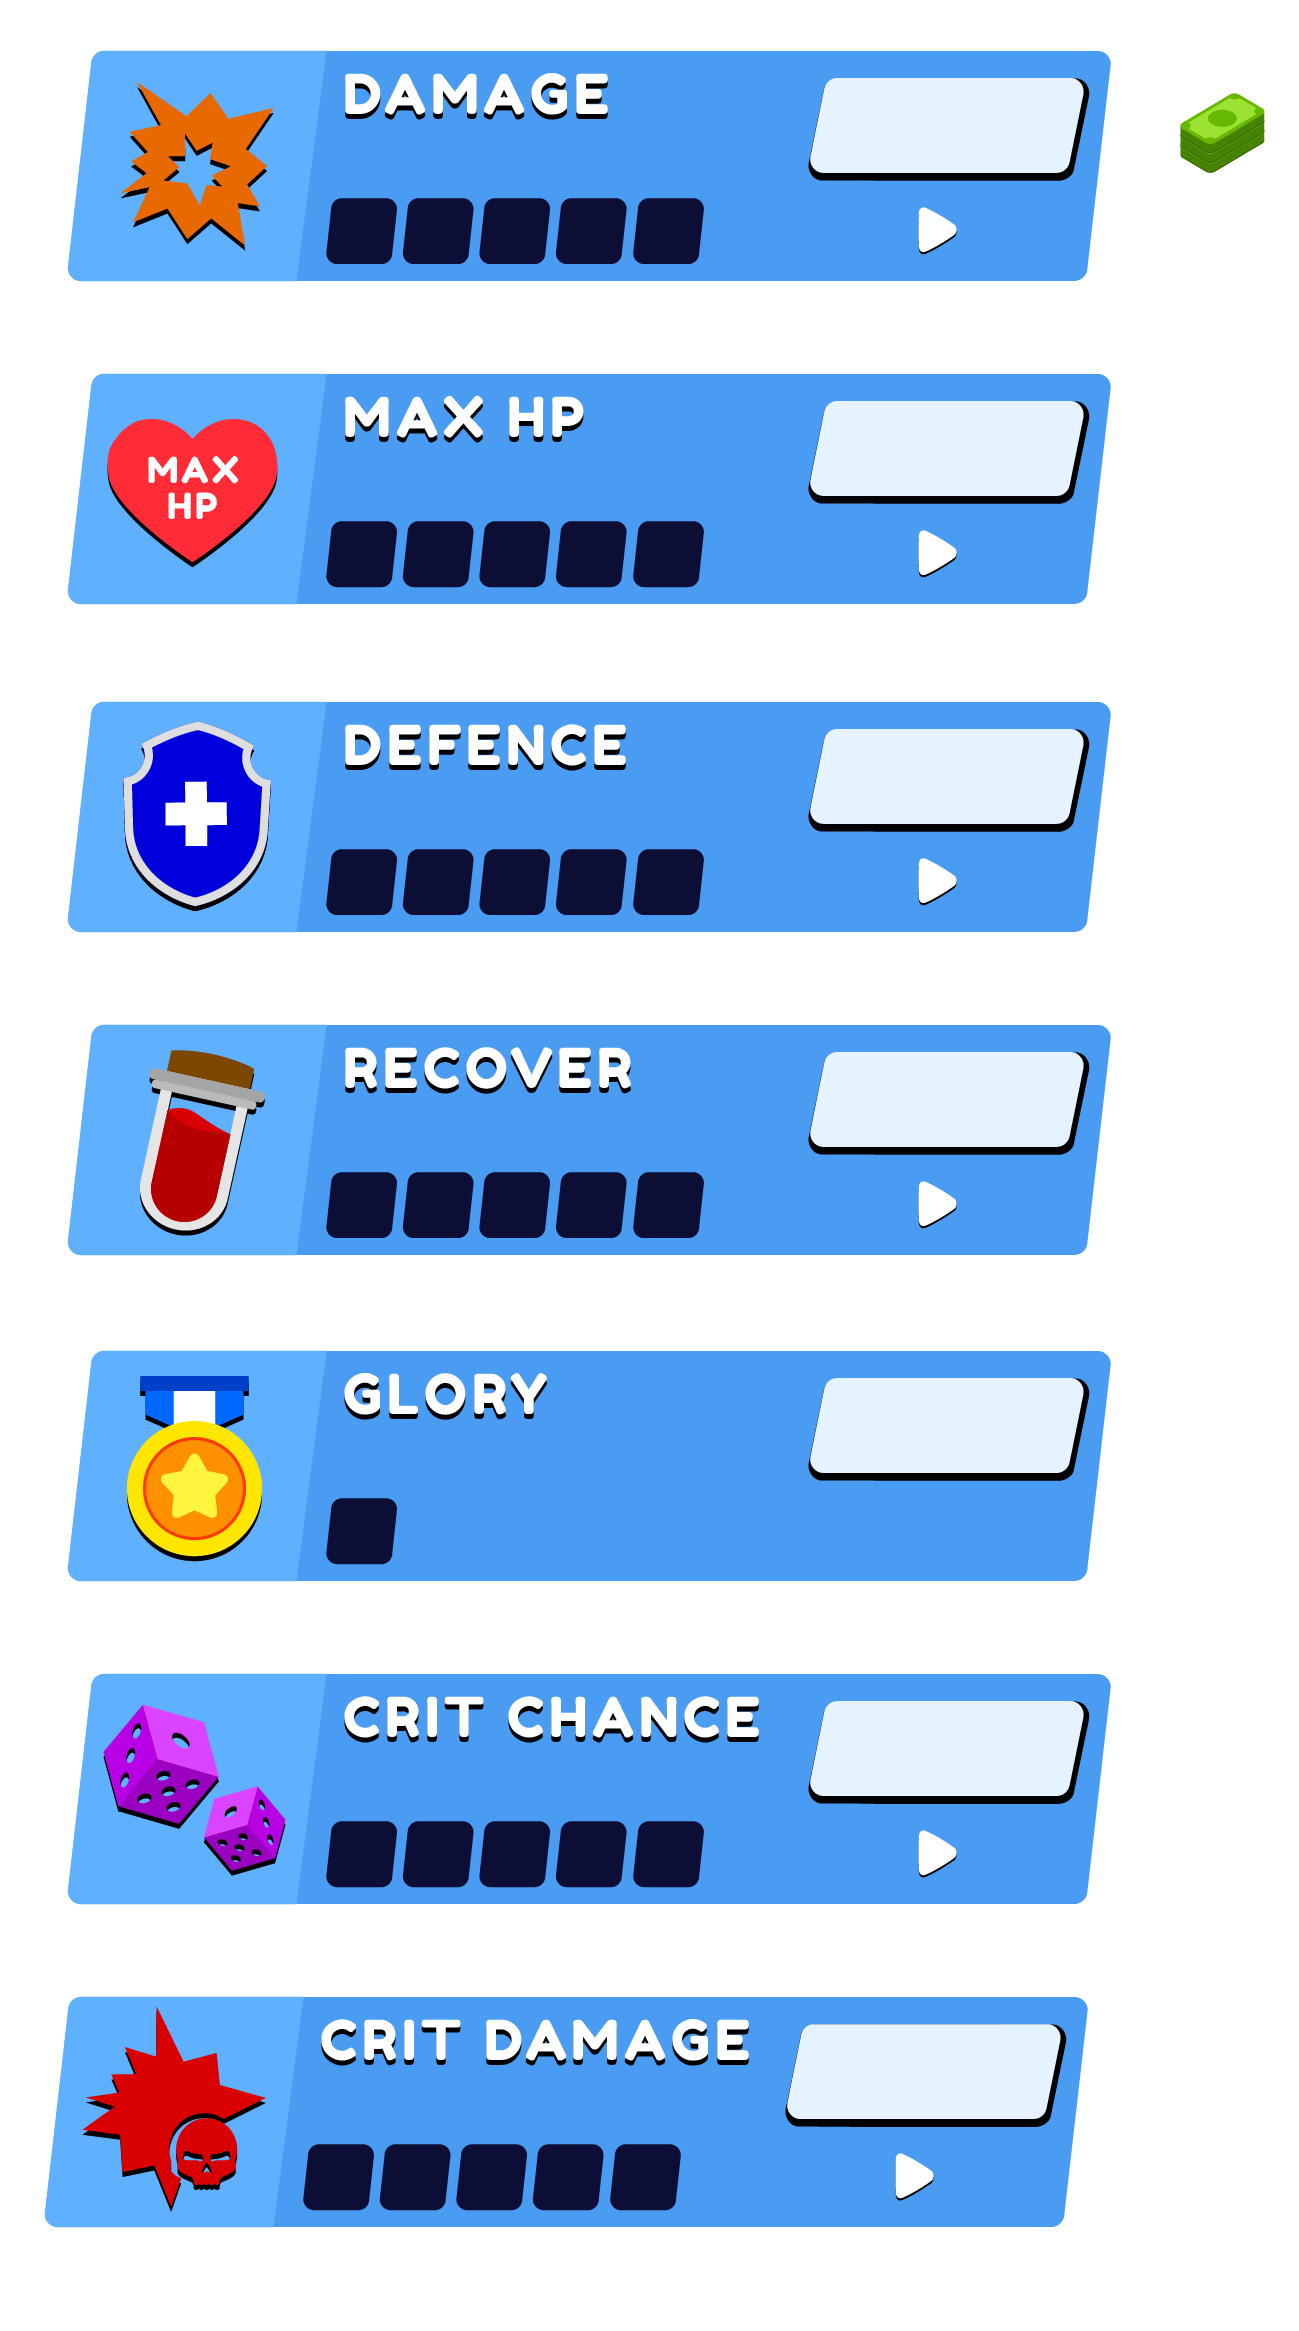 DAMAGE
MAX HP
MAX
HP
DEFENCE
RECOVER
GLORY
CRIT CHANCE
CRIT DAMAGE